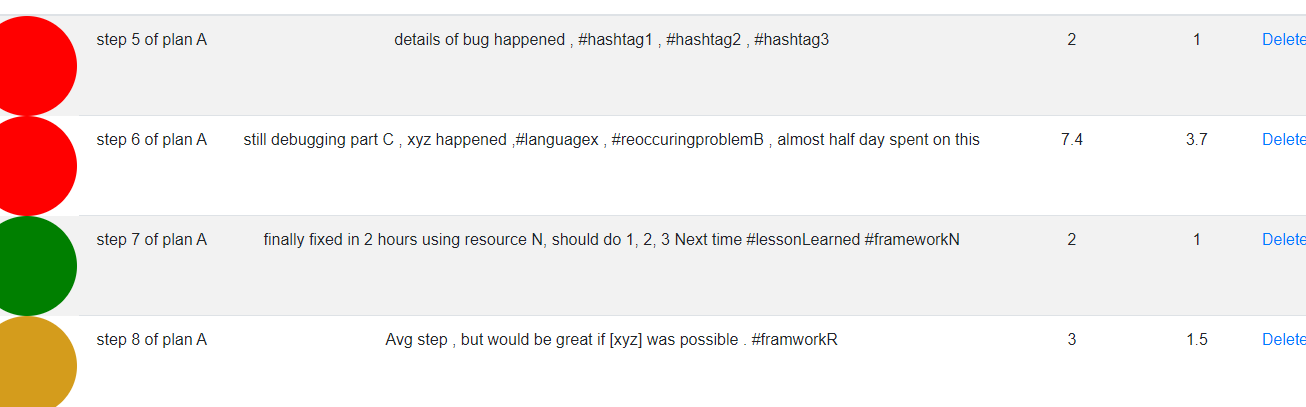 step 5 of plan A details of bug happened , #hashtag1 , #hashtag2 , #hashtag3 2 1 Delete
step 6 of plan A still debugging part C , xyz happened ,#languagex , #reoccuringproblemB , almost half day spent on this 7.4 3.7 Delete
step 7 of plan A finally fixed in 2 hours using resource N, should do 1, 2, 3 Next time #lessonLearned #frameworkN 2 1 Delete
step 8 of plan A Avg step , but would be great if [xyz] was possible . #framworkR 3 1.5 Delete